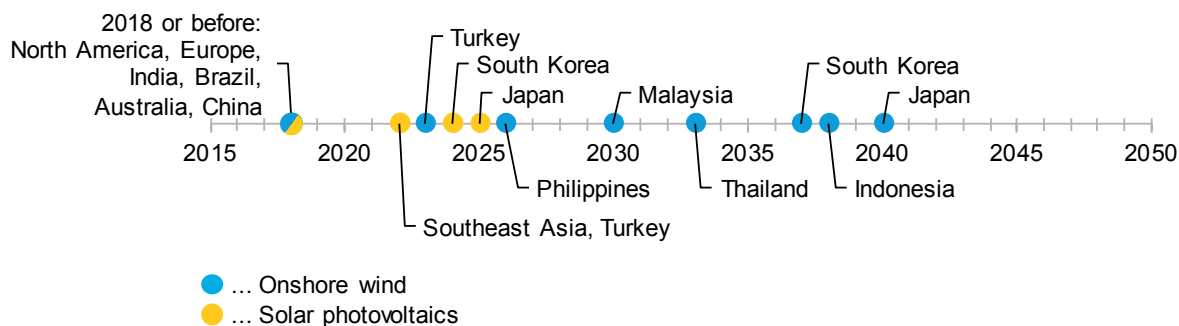 2018 or before:
North America, Europe,
India, Brazil,
Australia, China
Turkey
South Korea
Japan
Malaysia
South Korea
Japan
2015 2020 2025 2030 2035 2040 2045 2050
Philippines
Thailand
Indonesia
Southeast Asia, Turkey
... Onshore wind
... Solar photovoltaics